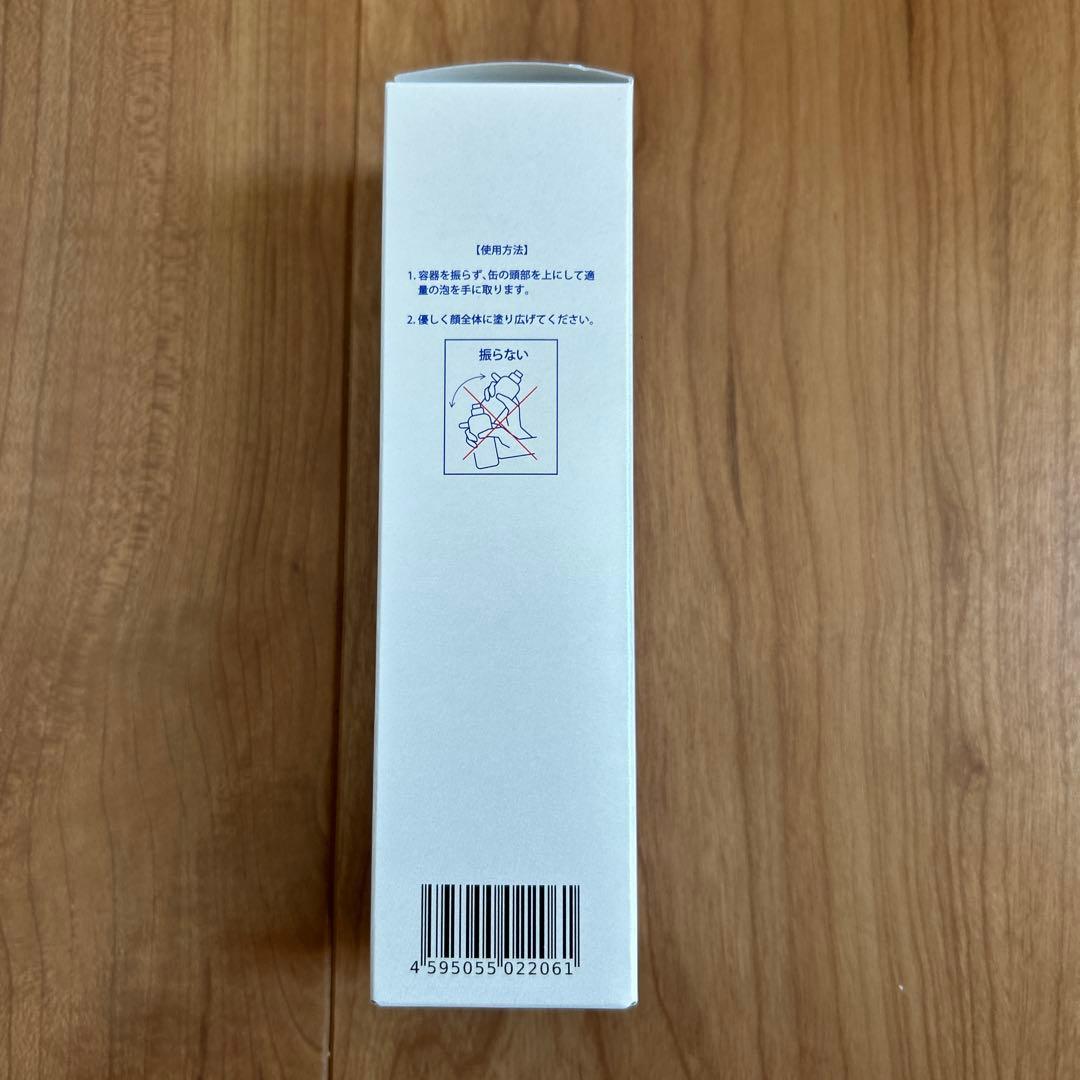 【使用方法】
1. 容器を振らず、缶の頭部を上にして適
量の泡を手に取ります。
2. 優しく顔全体に塗り広げてください。
振らない
4 595055 022061